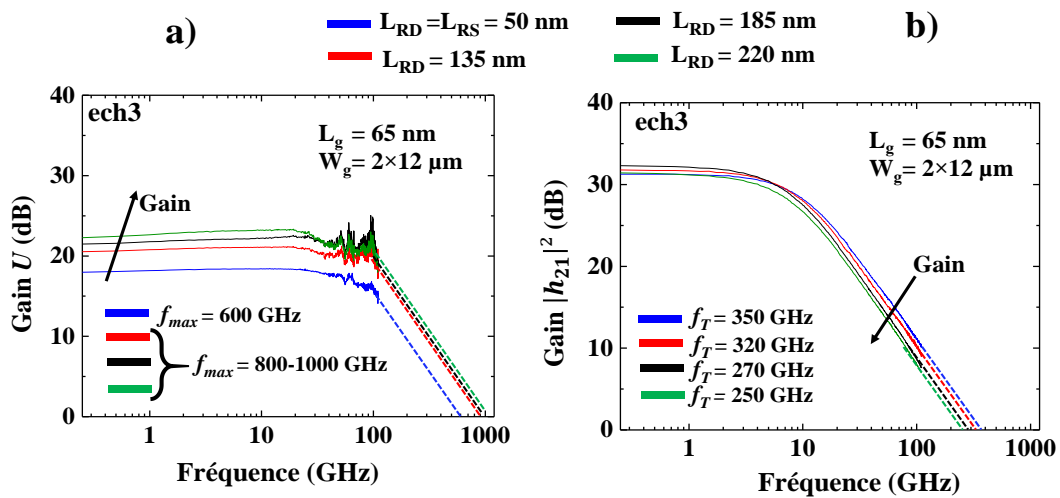 a)
L_RD =L_RS = 50 nm
L_RD = 135 nm
L_RD = 185 nm
L_RD = 220 nm
b)
40
30
20
10
0
Gain U (dB)
ech3
L_g = 65 nm
W_g= 2×12 µm
Gain
f_max = 600 GHz
f_max = 800-1000 GHz
1
10
100
1000
Fréquence (GHz)
40
30
20
10
0
Gain |h_21|^2 (dB)
ech3
L_g = 65 nm
W_g= 2×12 µm
Gain
f_T = 350 GHz
f_T = 320 GHz
f_T = 270 GHz
f_T = 250 GHz
1
10
100
1000
Fréquence (GHz)